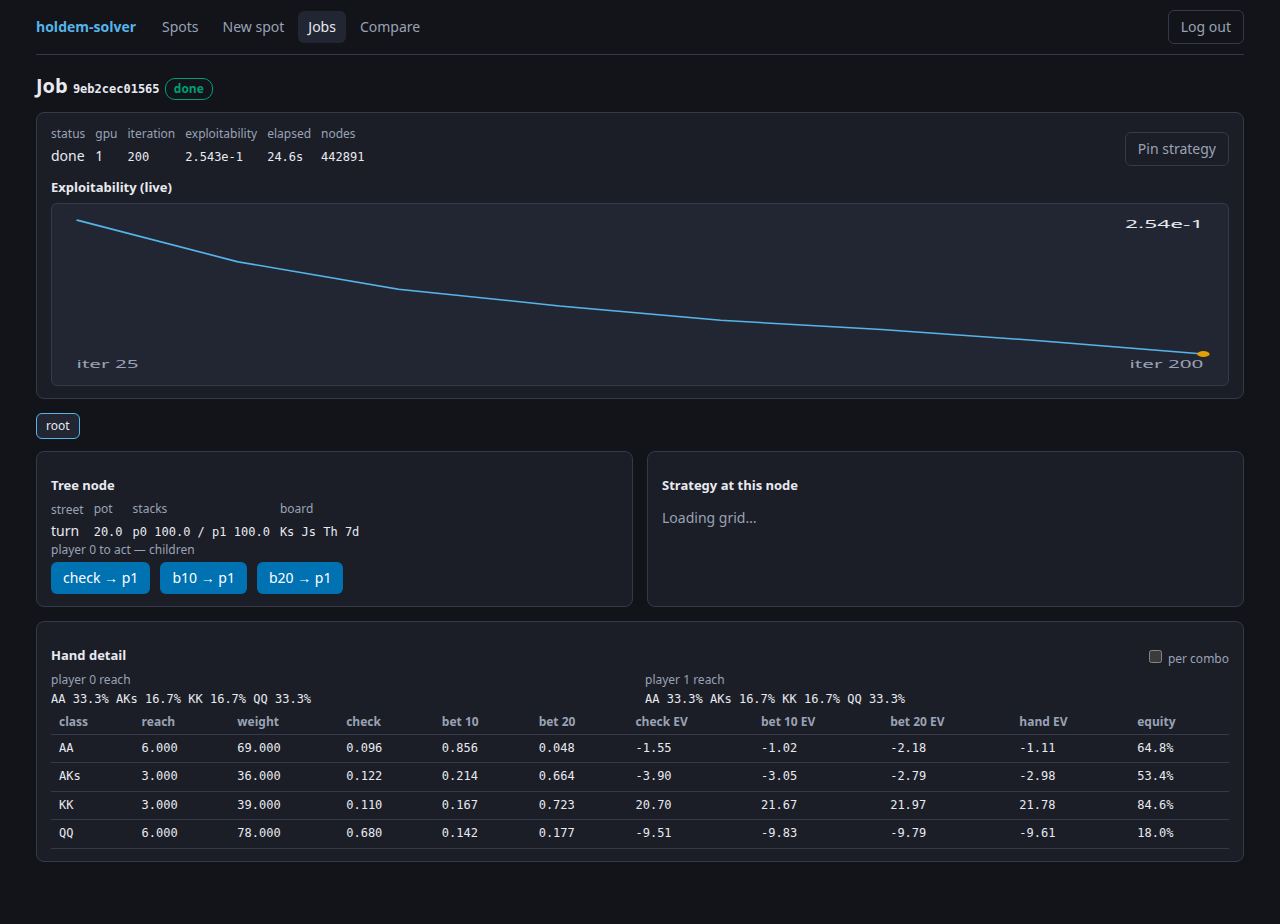 holdem-solver Spots New spot Jobs Compare Log out
Job 9eb2cec01565 done
status gpu iteration exploitability elapsed nodes
done 1 200 2.543e-1 24.6s 442891
Pin strategy
Exploitability (live)
2.54e-1
iter 25 iter 200
root
Tree node
street pot stacks board
turn 20.0 p0 100.0 / p1 100.0 Ks Js Th 7d
player 0 to act — children
check → p1 b10 → p1 b20 → p1
Strategy at this node
Loading grid…
Hand detail per combo
player 0 reach player 1 reach
AA 33.3% AKs 16.7% KK 16.7% QQ 33.3% AA 33.3% AKs 16.7% KK 16.7% QQ 33.3%
class reach weight check bet 10 bet 20 check EV bet 10 EV bet 20 EV hand EV equity
AA 6.000 69.000 0.096 0.856 0.048 -1.55 -1.02 -2.18 -1.11 64.8%
AKs 3.000 36.000 0.122 0.214 0.664 -3.90 -3.05 -2.79 -2.98 53.4%
KK 3.000 39.000 0.110 0.167 0.723 20.70 21.67 21.97 21.78 84.6%
QQ 6.000 78.000 0.680 0.142 0.177 -9.51 -9.83 -9.79 -9.61 18.0%